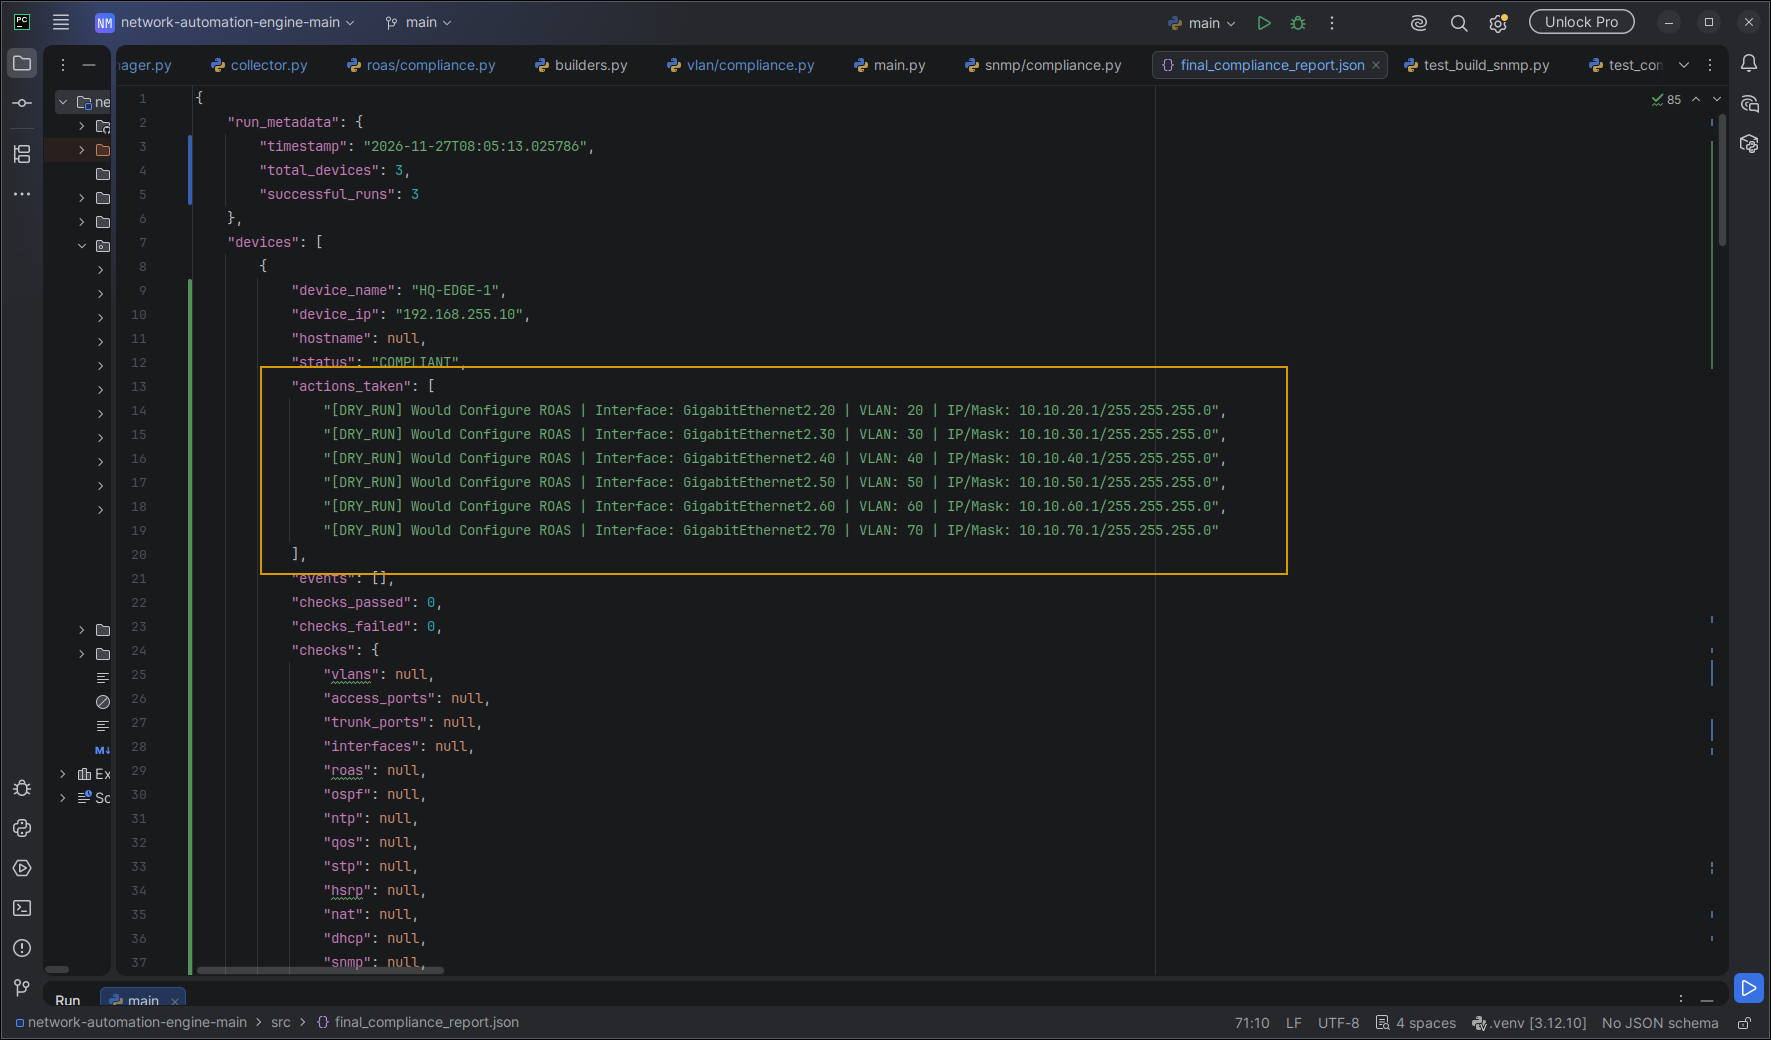 NM network-automation-engine-main main main Unlock Pro
nager.py collector.py roas/compliance.py builders.py vlan/compliance.py main.py snmp/compliance.py {} final_compliance_report.json test_build_snmp.py test_con
ne
85
1 {
2 "run_metadata": {
3 "timestamp": "2026-11-27T08:05:13.025786",
4 "total_devices": 3,
5 "successful_runs": 3
6 },
7 "devices": [
8 {
9 "device_name": "HQ-EDGE-1",
10 "device_ip": "192.168.255.10",
11 "hostname": null,
12 "status": "COMPLIANT",
13 "actions_taken": [
14 "[DRY_RUN] Would Configure ROAS | Interface: GigabitEthernet2.20 | VLAN: 20 | IP/Mask: 10.10.20.1/255.255.255.0",
15 "[DRY_RUN] Would Configure ROAS | Interface: GigabitEthernet2.30 | VLAN: 30 | IP/Mask: 10.10.30.1/255.255.255.0",
16 "[DRY_RUN] Would Configure ROAS | Interface: GigabitEthernet2.40 | VLAN: 40 | IP/Mask: 10.10.40.1/255.255.255.0",
17 "[DRY_RUN] Would Configure ROAS | Interface: GigabitEthernet2.50 | VLAN: 50 | IP/Mask: 10.10.50.1/255.255.255.0",
18 "[DRY_RUN] Would Configure ROAS | Interface: GigabitEthernet2.60 | VLAN: 60 | IP/Mask: 10.10.60.1/255.255.255.0",
19 "[DRY_RUN] Would Configure ROAS | Interface: GigabitEthernet2.70 | VLAN: 70 | IP/Mask: 10.10.70.1/255.255.255.0"
20 ],
21 "events": [],
22 "checks_passed": 0,
23 "checks_failed": 0,
24 "checks": {
25 "vlans": null,
26 "access_ports": null,
27 "trunk_ports": null,
28 "interfaces": null,
29 "roas": null,
30 "ospf": null,
31 "ntp": null,
32 "qos": null,
33 "stp": null,
34 "hsrp": null,
35 "nat": null,
36 "dhcp": null,
37 "snmp": null,
M↓
Ex
Sc
Run main
network-automation-engine-main > src > {} final_compliance_report.json 71:10 LF UTF-8 4 spaces .venv [3.12.10] No JSON schema